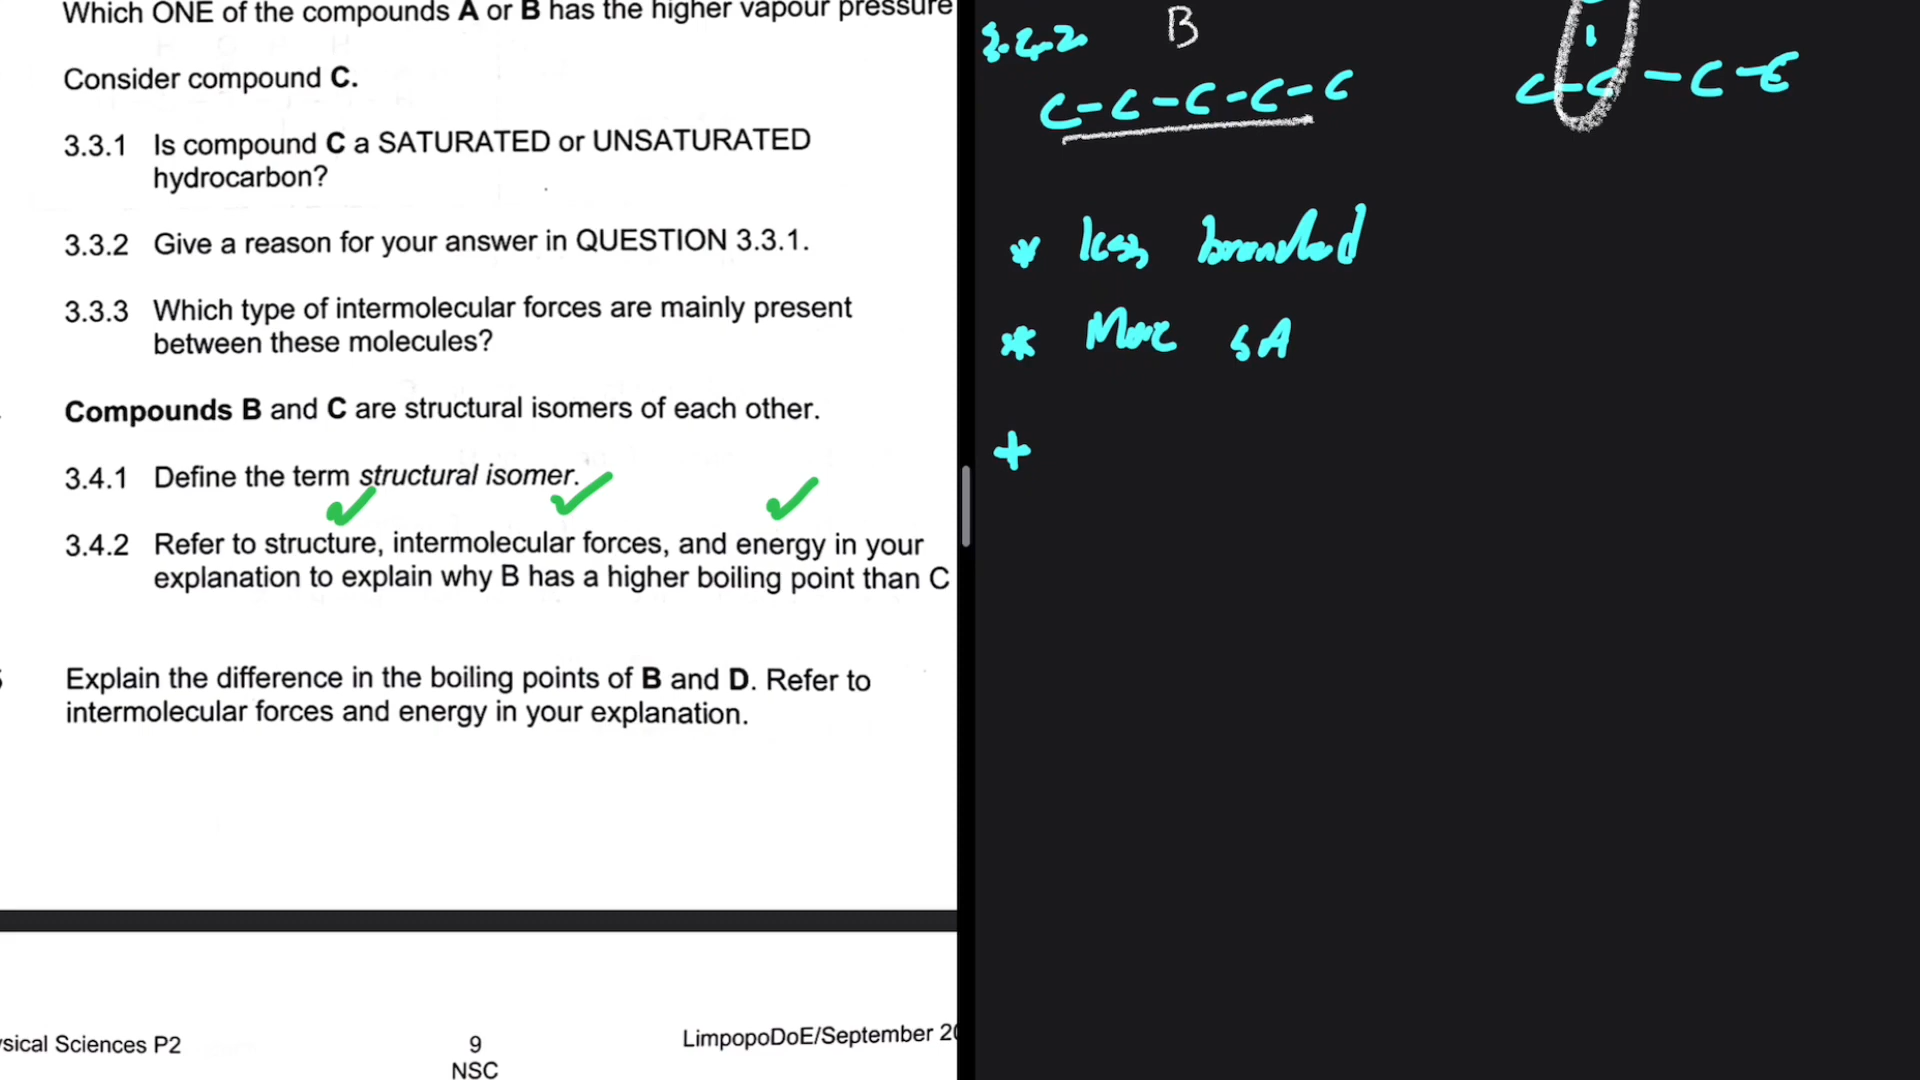 Which ONE of the compounds A or B has the higher vapour pressure
Consider compound C.
3.3.1 Is compound C a SATURATED or UNSATURATED
hydrocarbon?
3.3.2 Give a reason for your answer in QUESTION 3.3.1.
3.3.3 Which type of intermolecular forces are mainly present
between these molecules?
Compounds B and C are structural isomers of each other.
3.4.1 Define the term structural isomer.
3.4.2 Refer to structure, intermolecular forces, and energy in your
explanation to explain why B has a higher boiling point than C
Explain the difference in the boiling points of B and D. Refer to
intermolecular forces and energy in your explanation.
sical Sciences P2
9
LimpopoDoE/September 20
NSC
B
C-C-C-C-C
C-C-C-C
* less branched
* More SA
+